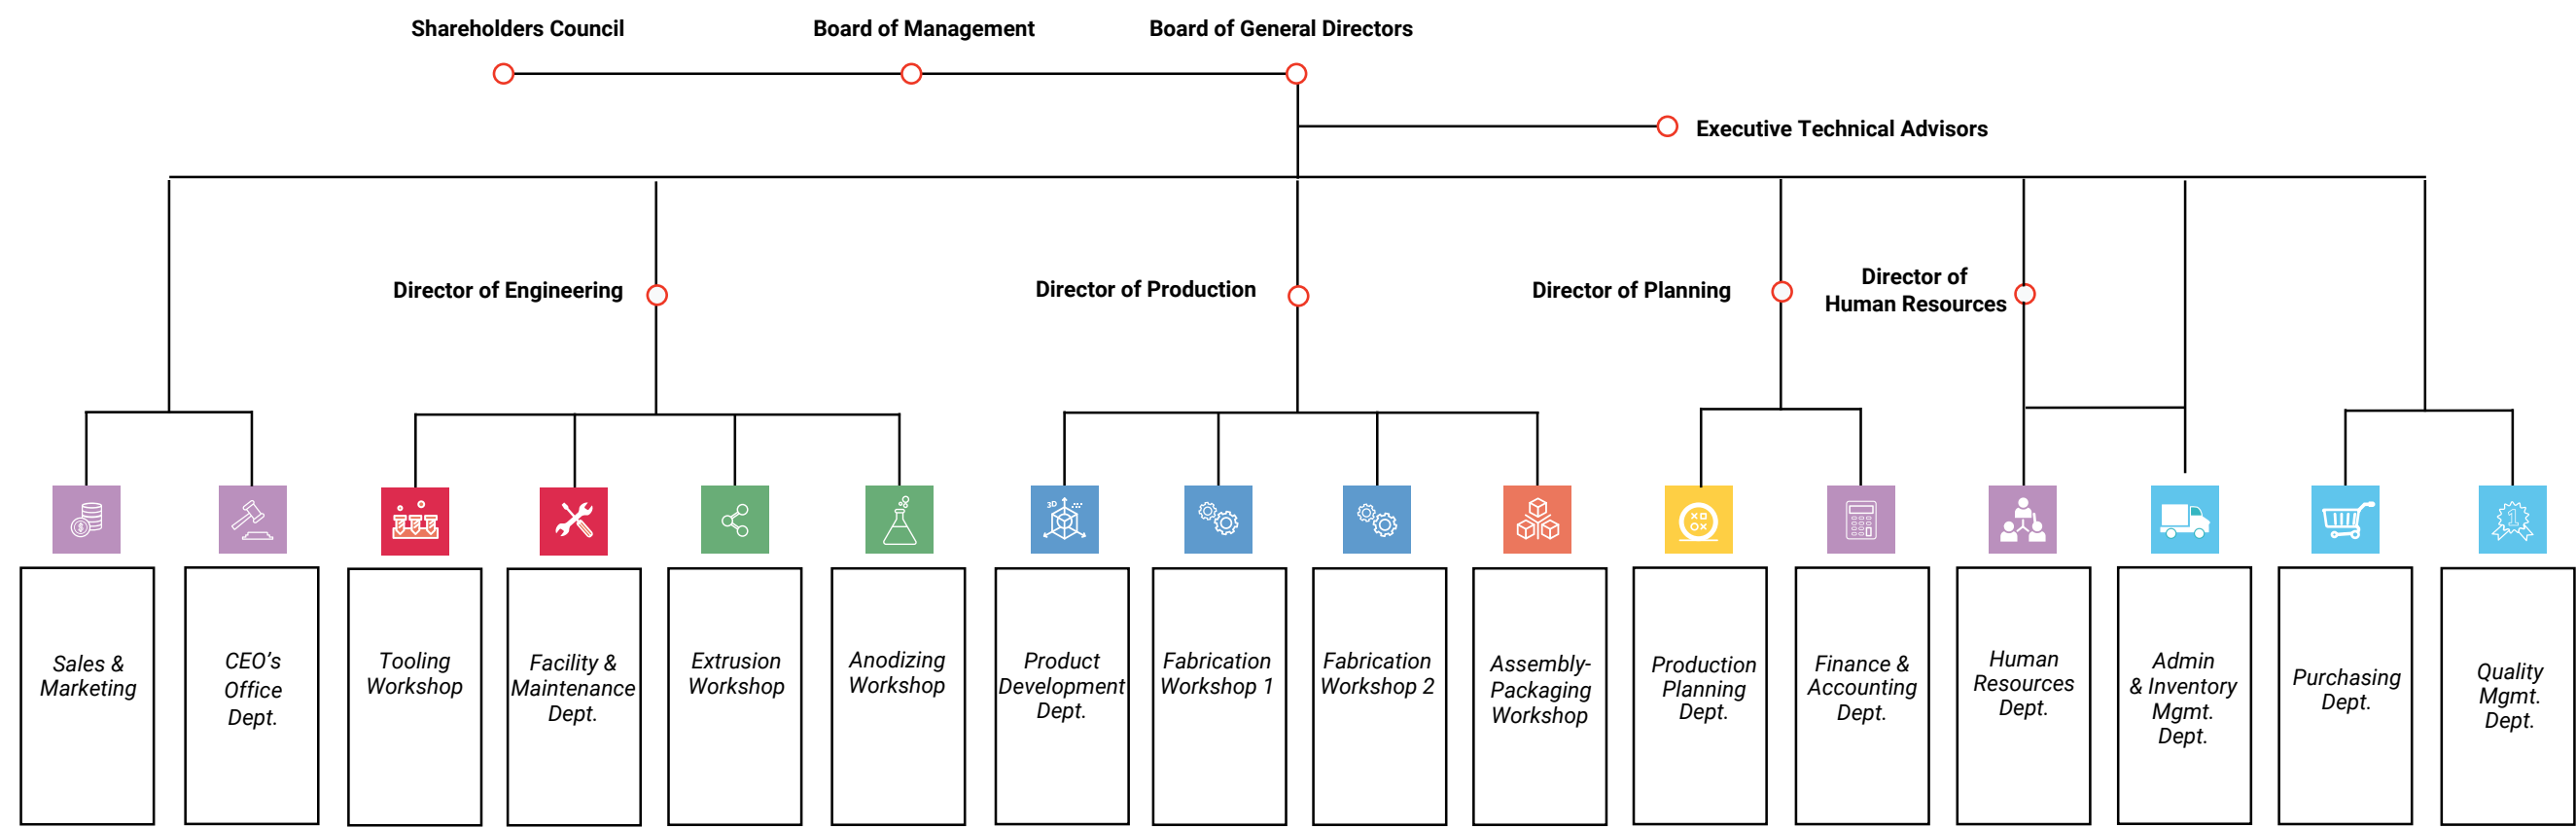 Shareholders Council
Board of Management
Board of General Directors
Executive Technical Advisors
Director of Engineering
Director of Production
Director of Planning
Director of
Human Resources
3D
$
1
Sales &
Marketing
CEO’s
Office
Dept.
Tooling
Workshop
Facility &
Maintenance
Dept.
Extrusion
Workshop
Anodizing
Workshop
Product
Development
Dept.
Fabrication
Workshop 1
Fabrication
Workshop 2
Assembly-
Packaging
Workshop
Production
Planning
Dept.
Finance &
Accounting
Dept.
Human
Resources
Dept.
Admin
& Inventory
Mgmt.
Dept.
Purchasing
Dept.
Quality
Mgmt.
Dept.